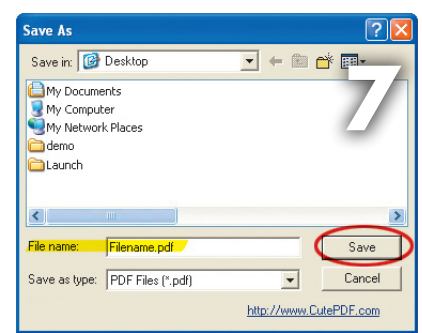 Save As
Save in: Desktop
7
My Documents
My Computer
My Network Places
demo
Launch
File name: Filename.pdf Save
Save as type: PDF Files (*.pdf) Cancel
http://www.CutePDF.com